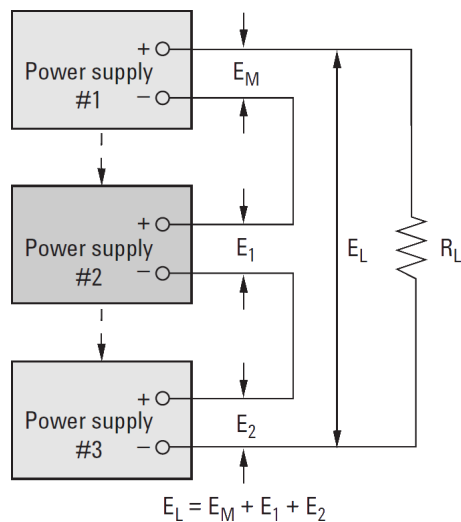 +
Power supply
#1
−
E_M
+
Power supply
#2
−
E_1
E_L
R_L
+
Power supply
#3
−
E_2
E_L = E_M + E_1 + E_2